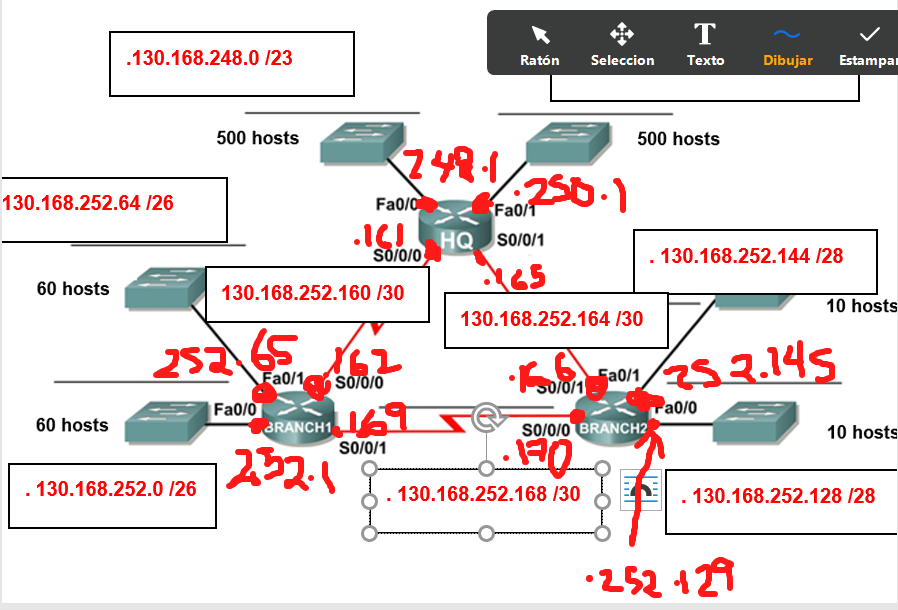 Ratón Seleccion Texto Dibujar Estampar
.130.168.248.0 /23
500 hosts
500 hosts
248.1
.250.1
130.168.252.64 /26
Fa0/0
Fa0/1
HQ
.161
S0/0/0
S0/0/1
.165
. 130.168.252.144 /28
60 hosts
130.168.252.160 /30
130.168.252.164 /30
10 hosts
252.65
.162
.166
252.145
Fa0/1
S0/0/0
S0/0/1
Fa0/1
Fa0/0
Fa0/0
60 hosts
BRANCH1
.169
S0/0/0
BRANCH2
10 hosts
S0/0/1
.170
252.1
. 130.168.252.0 /26
. 130.168.252.168 /30
. 130.168.252.128 /28
.252.129